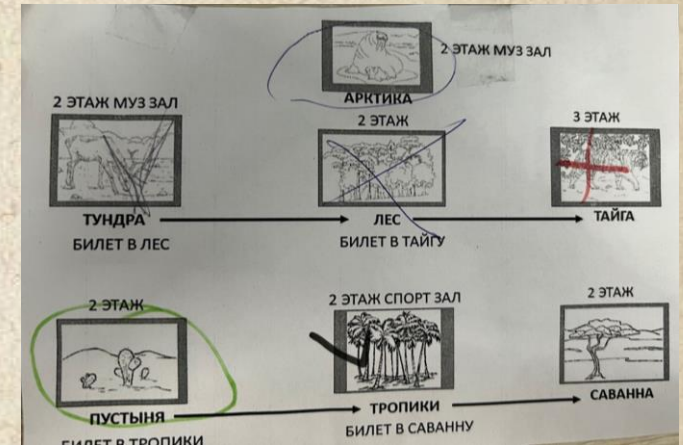 2 ЭТАЖ МУЗ ЗАЛ
АРКТИКА
2 ЭТАЖ МУЗ ЗАЛ
2 ЭТАЖ
3 ЭТАЖ
ТУНДРА
ЛЕС
ТАЙГА
БИЛЕТ В ЛЕС
БИЛЕТ В ТАЙГУ
2 ЭТАЖ
2 ЭТАЖ СПОРТ ЗАЛ
2 ЭТАЖ
ПУСТЫНЯ
ТРОПИКИ
САВАННА
БИЛЕТ В ТРОПИКИ
БИЛЕТ В САВАННУ